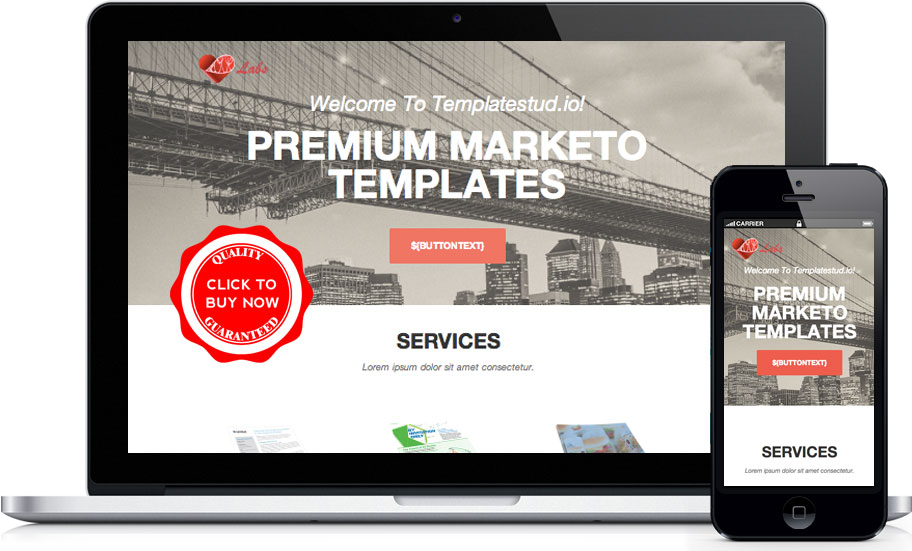 Labs
Welcome To Templatestud.io!
PREMIUM MARKETO
TEMPLATES
${BUTTONTEXT}
QUALITY
CLICK TO
BUY NOW
GUARANTEED
SERVICES
Lorem ipsum dolor sit amet consectetur.
CARRIER
Labs
Welcome To Templatestud.io!
PREMIUM
MARKETO
TEMPLATES
${BUTTONTEXT}
SERVICES
Lorem ipsum dolor sit amet consectetur.